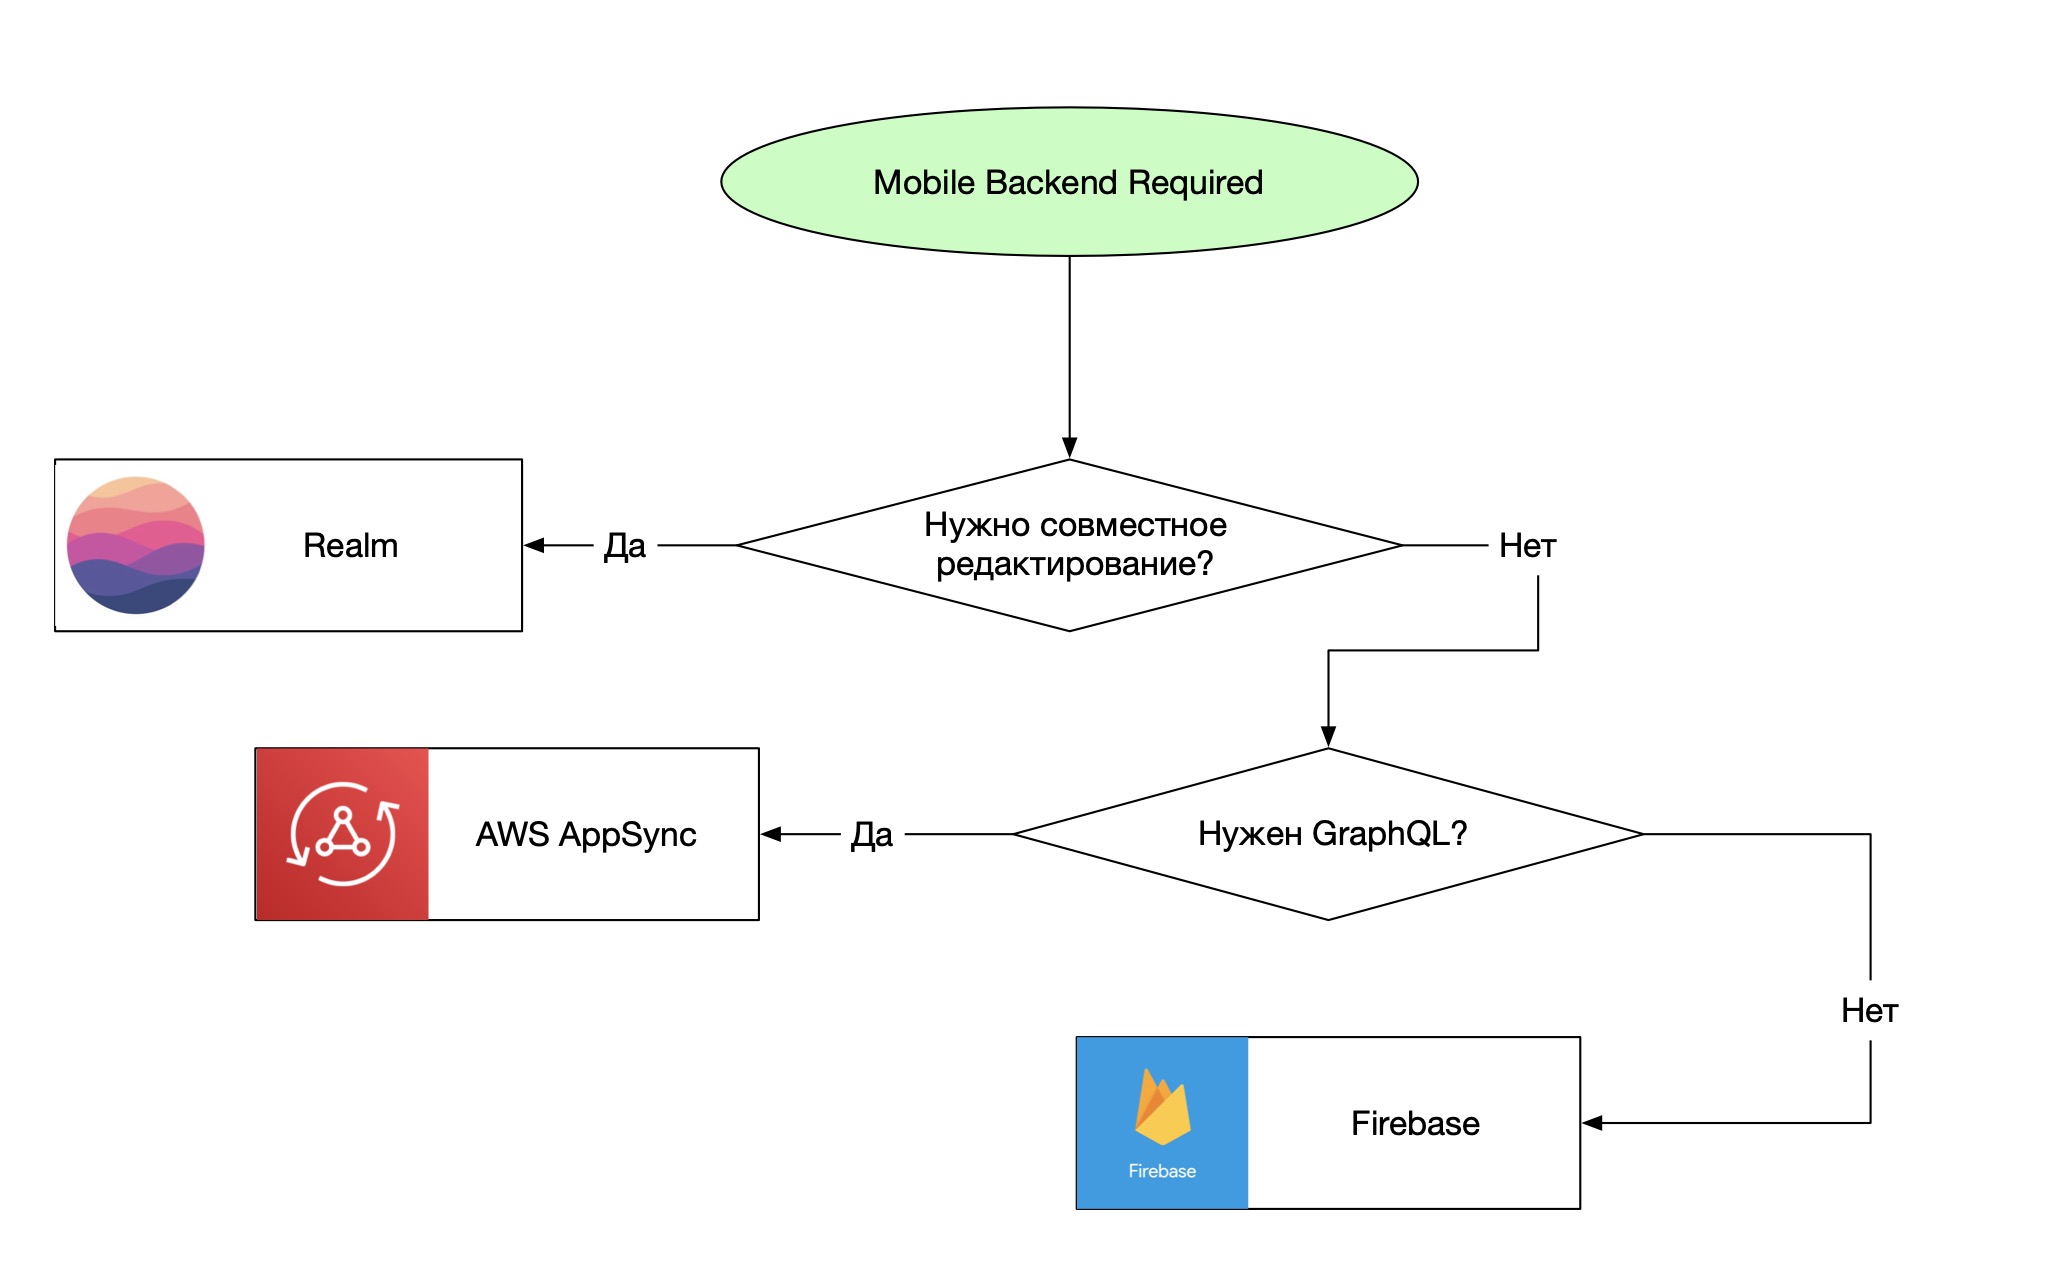 Mobile Backend Required
Нужно совместное
редактирование?
Да
Нет
Realm
Нужен GraphQL?
Да
Нет
AWS AppSync
Firebase
Firebase